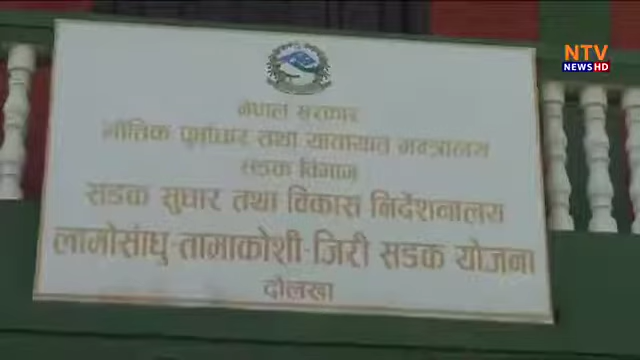 NTV
NEWS HD
नेपाल सरकार
भौतिक पूर्वाधार तथा यातायात मन्त्रालय
सडक विभाग
सडक सुधार तथा विकास निर्देशनालय
लामोसाँघु-तामाकोशी-जिरी सडक योजना
दोलखा